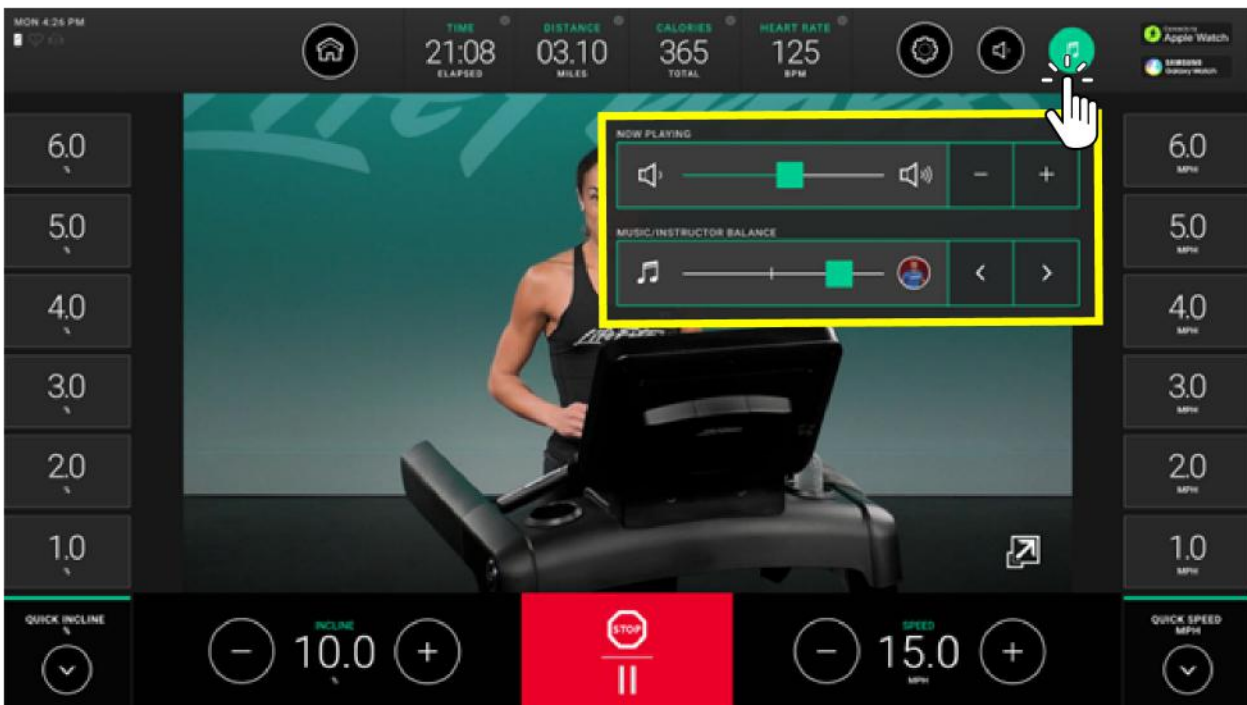 MON 4:26 PM
TIME
21:08
ELAPSED
DISTANCE
03.10
MILES
CALORIES
365
TOTAL
HEART RATE
125
BPM
Connects to
Apple Watch
SAMSUNG
Galaxy Watch
6.0
%
5.0
%
4.0
%
3.0
%
2.0
%
1.0
%
QUICK INCLINE
%
NOW PLAYING
− +
MUSIC/INSTRUCTOR BALANCE
< >
6.0
MPH
5.0
MPH
4.0
MPH
3.0
MPH
2.0
MPH
1.0
MPH
QUICK SPEED
MPH
INCLINE
− 10.0 +
%
STOP
SPEED
− 15.0 +
MPH